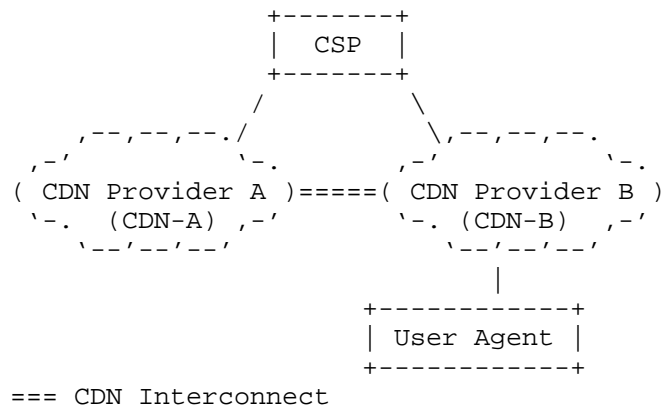 CSP
CDN Provider A CDN Provider B
(CDN-A) (CDN-B)
User Agent
=== CDN Interconnect